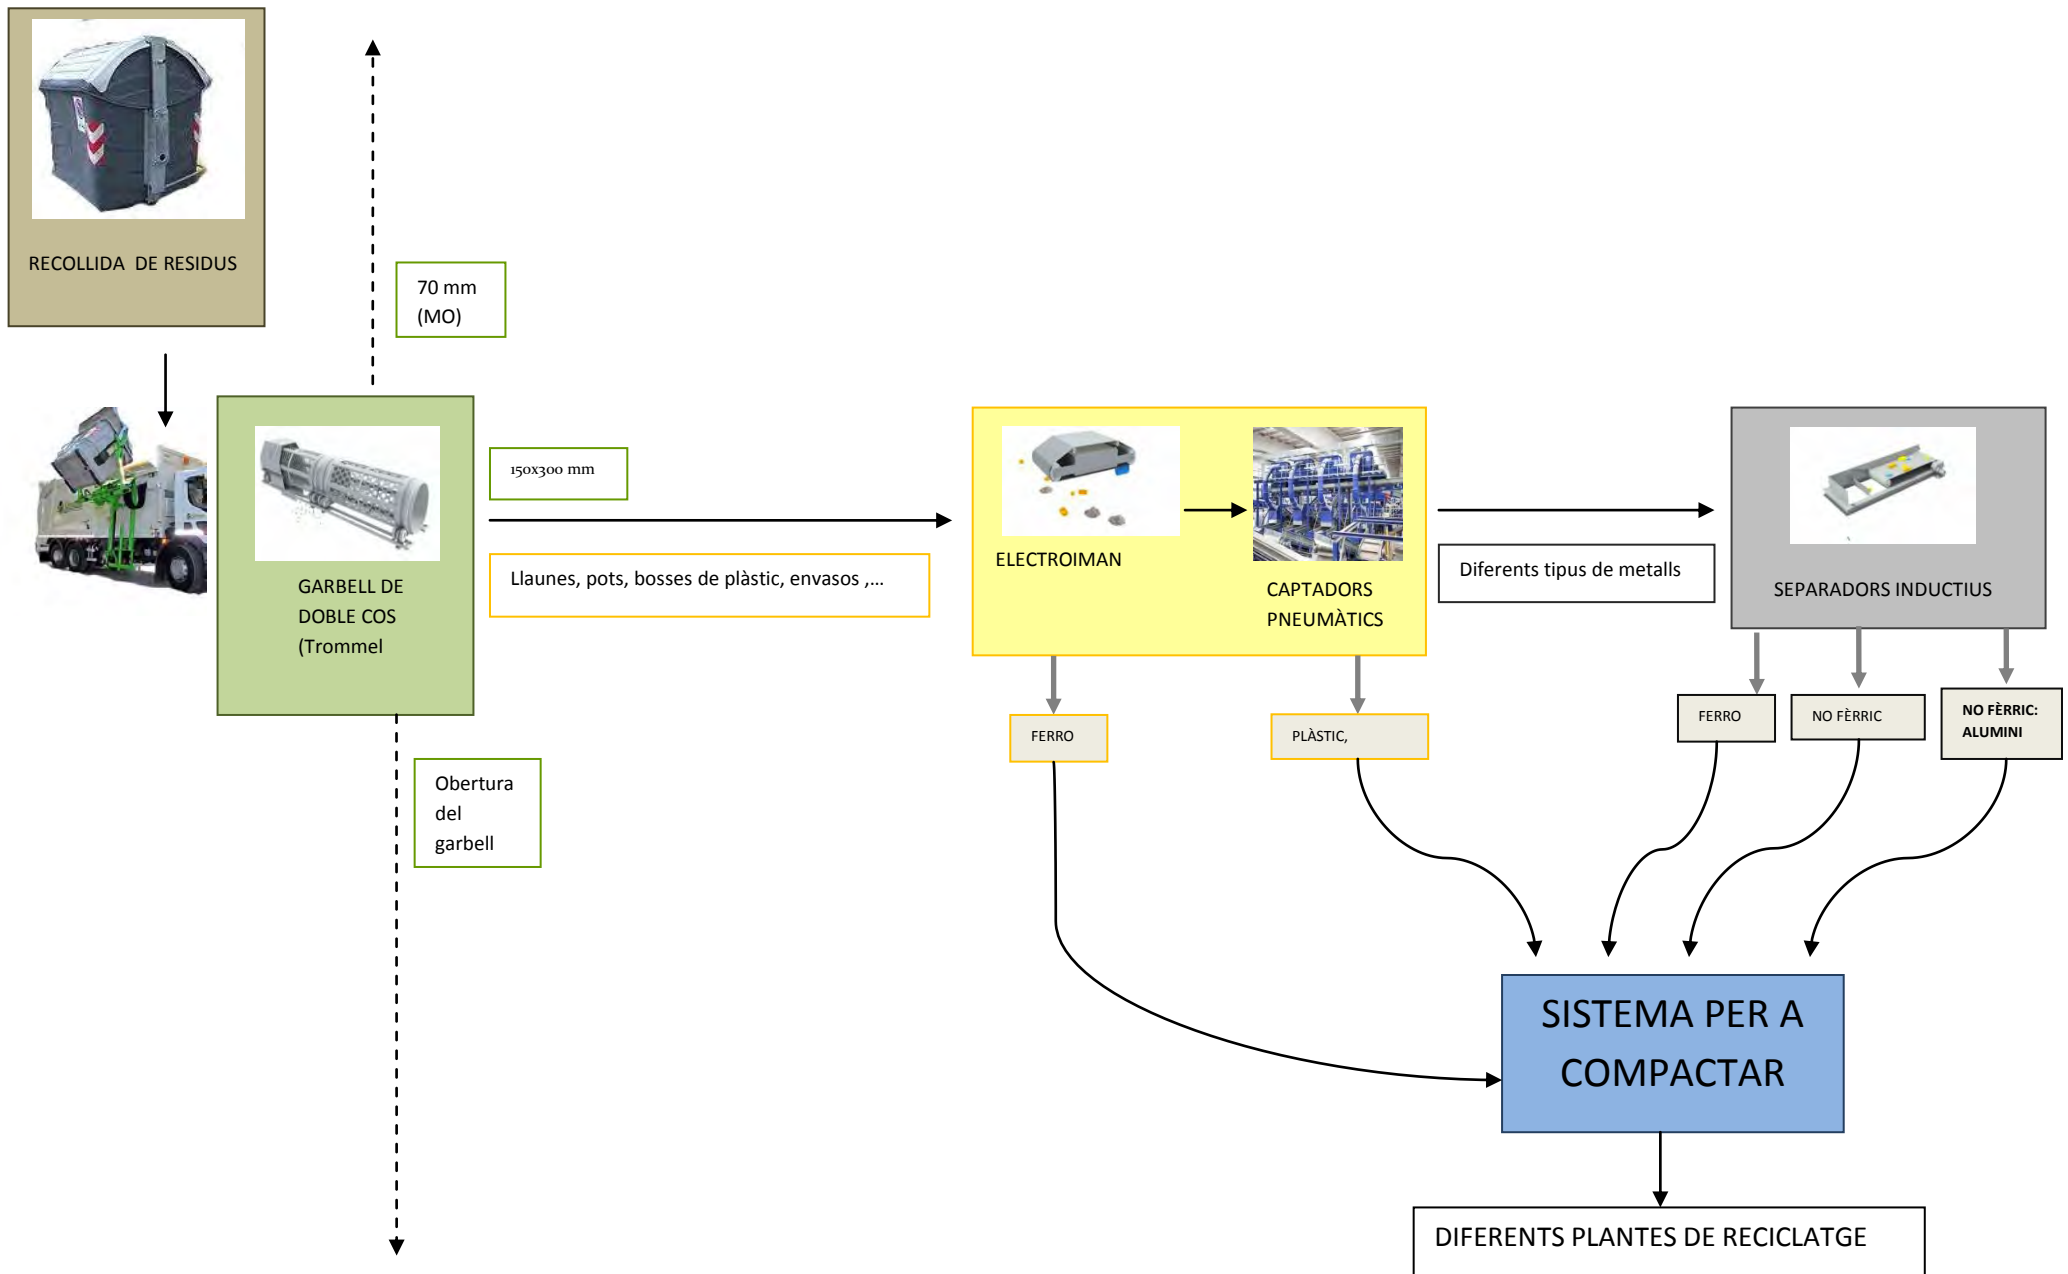 RECOLLIDA  DE RESIDUS
70 mm
(MO)
150x300 mm
Llaunes, pots, bosses de plàstic, envasos ,...
GARBELL DE
DOBLE COS
(Trommel
Obertura
del
garbell
ELECTROIMAN
CAPTADORS
PNEUMÀTICS
Diferents tipus de metalls
SEPARADORS INDUCTIUS
FERRO
PLÀSTIC,
FERRO
NO FÈRRIC
NO FÈRRIC:
ALUMINI
SISTEMA PER A
COMPACTAR
DIFERENTS PLANTES DE RECICLATGE